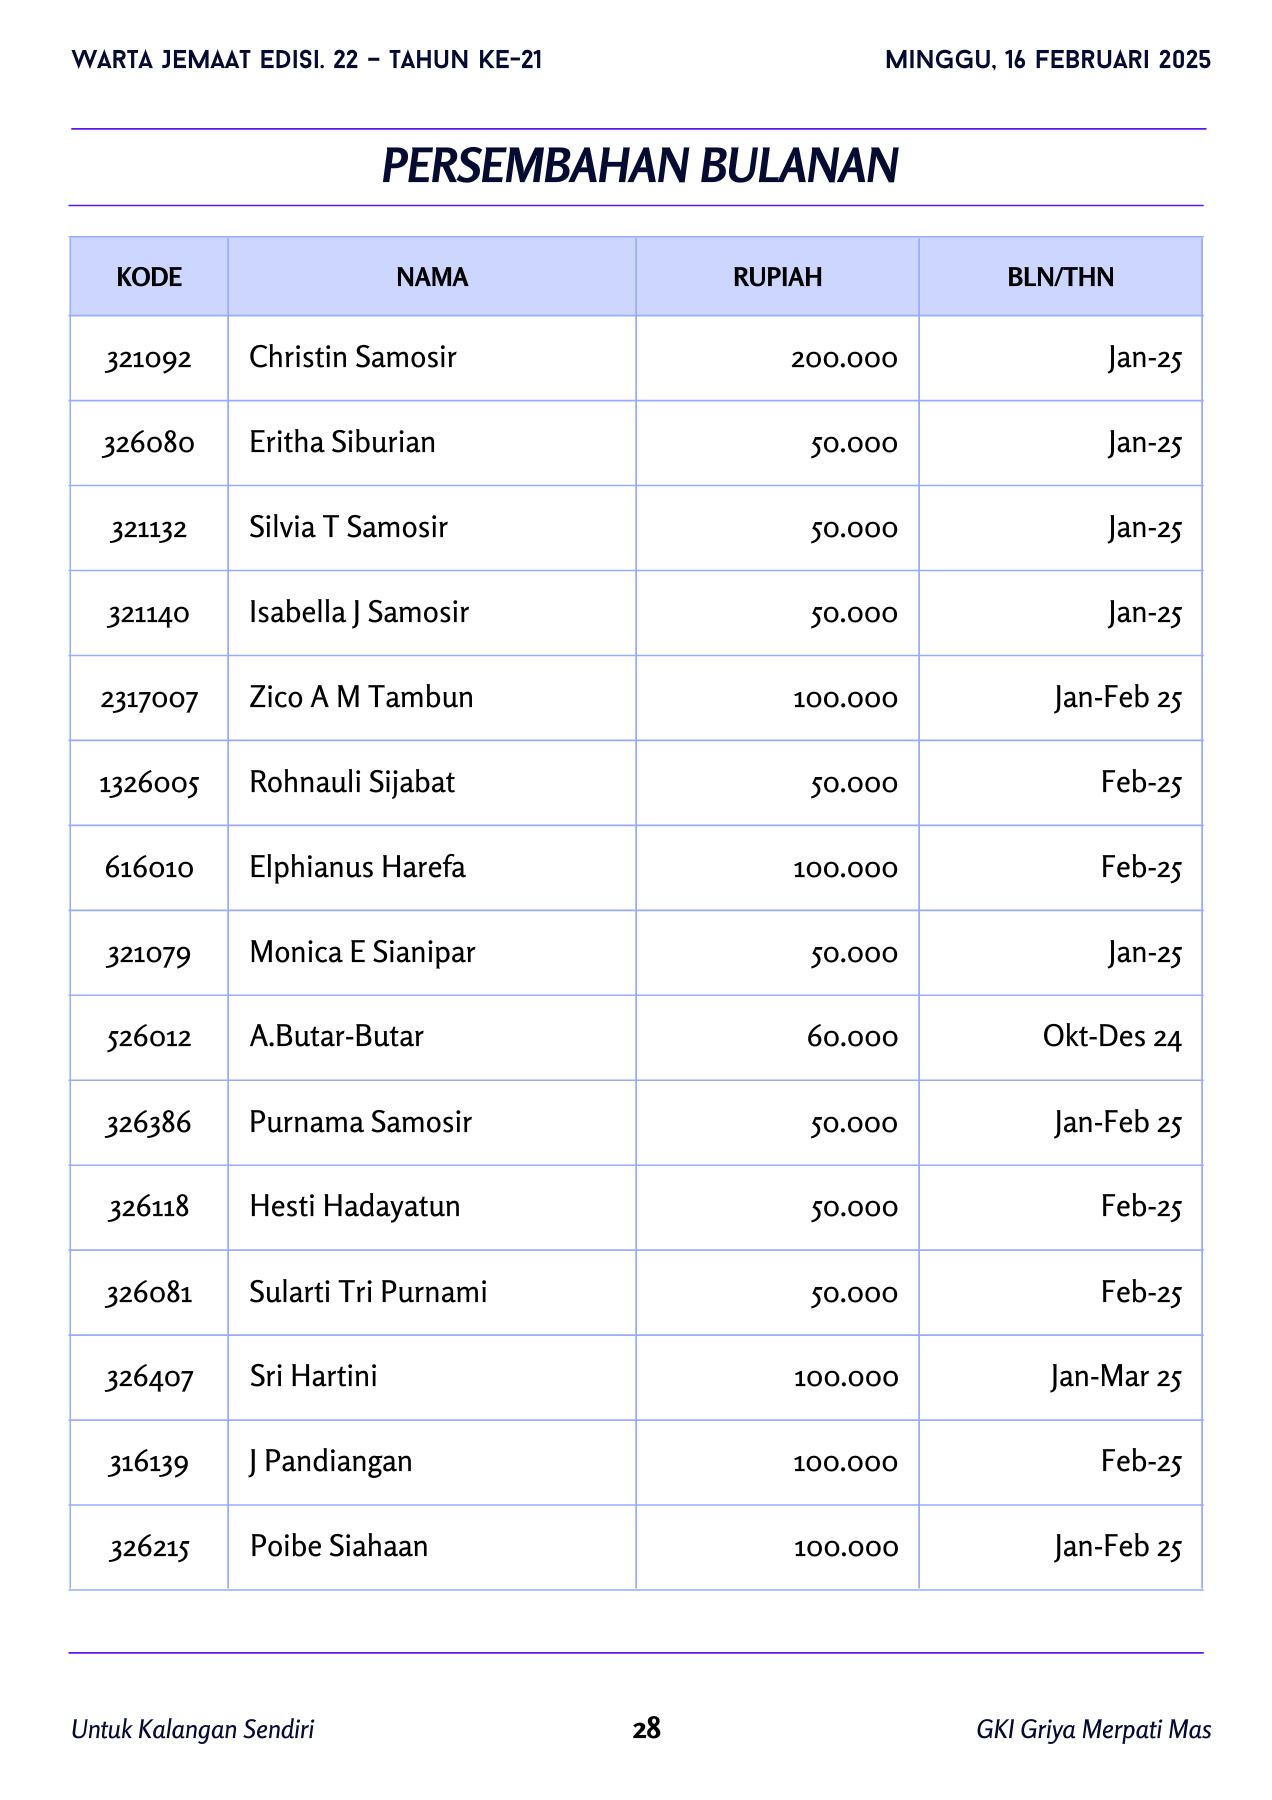 WARTA JEMAAT EDISI. 22 – TAHUN KE-21 MINGGU, 16 FEBRUARI 2025
PERSEMBAHAN BULANAN
KODE NAMA RUPIAH BLN/THN
321092 Christin Samosir 200.000 Jan-25
326080 Eritha Siburian 50.000 Jan-25
321132 Silvia T Samosir 50.000 Jan-25
321140 Isabella J Samosir 50.000 Jan-25
2317007 Zico A M Tambun 100.000 Jan-Feb 25
1326005 Rohnauli Sijabat 50.000 Feb-25
616010 Elphianus Harefa 100.000 Feb-25
321079 Monica E Sianipar 50.000 Jan-25
526012 A.Butar-Butar 60.000 Okt-Des 24
326386 Purnama Samosir 50.000 Jan-Feb 25
326118 Hesti Hadayatun 50.000 Feb-25
326081 Sularti Tri Purnami 50.000 Feb-25
326407 Sri Hartini 100.000 Jan-Mar 25
316139 J Pandiangan 100.000 Feb-25
326215 Poibe Siahaan 100.000 Jan-Feb 25
Untuk Kalangan Sendiri 28 GKI Griya Merpati Mas